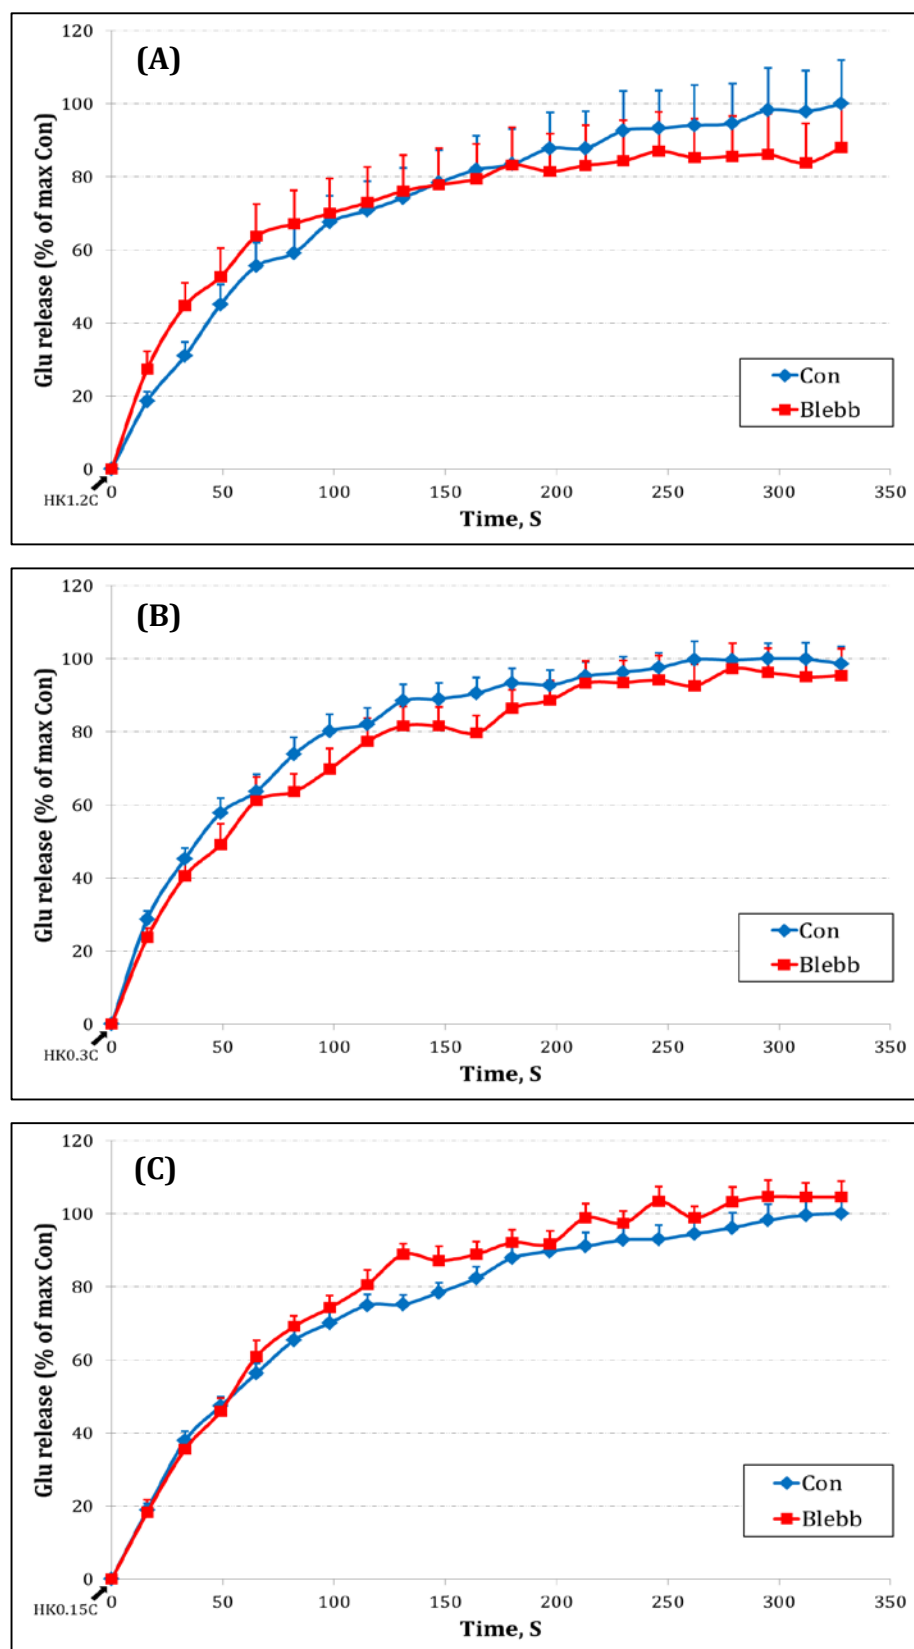 (A)
Glu release (% of max Con)
120
100
80
60
40
20
0
Con
Blebb
HK1.2C
0 50 100 150 200 250 300 350
Time, S
(B)
Glu release (% of max Con)
120
100
80
60
40
20
0
Con
Blebb
HK0.3C
0 50 100 150 200 250 300 350
Time, S
(C)
Glu release (% of max Con)
120
100
80
60
40
20
0
Con
Blebb
HK0.15C
0 50 100 150 200 250 300 350
Time, S